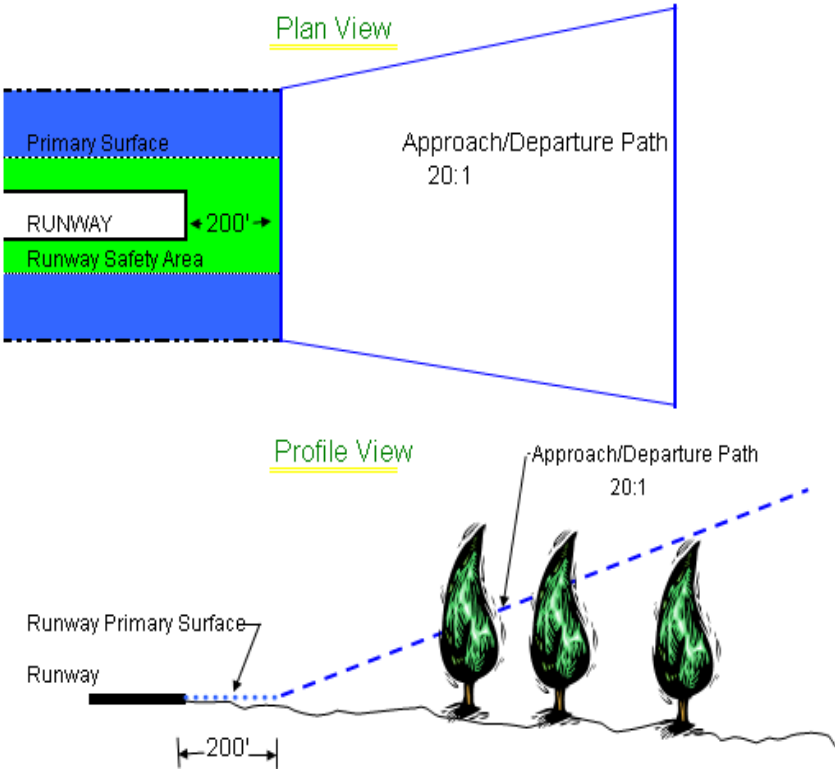 Plan View
Primary Surface
Approach/Departure Path
20:1
RUNWAY
200'
Runway Safety Area
Profile View
Approach/Departure Path
20:1
Runway Primary Surface
Runway
200'